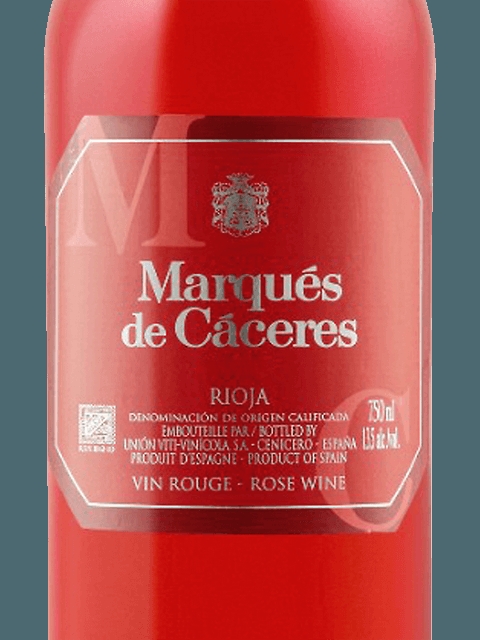 M
Marqués
de Cáceres
RIOJA
DENOMINACIÓN DE ORIGEN CALIFICADA
EMBOUTEILLE PAR / BOTTLED BY
UNIÓN VITI-VINÍCOLA S.A. - CENICERO - ESPAÑA
PRODUIT D'ESPAGNE - PRODUCT OF SPAIN
750 ml
13.5 alc./vol.
VIN ROUGE - ROSE WINE
C